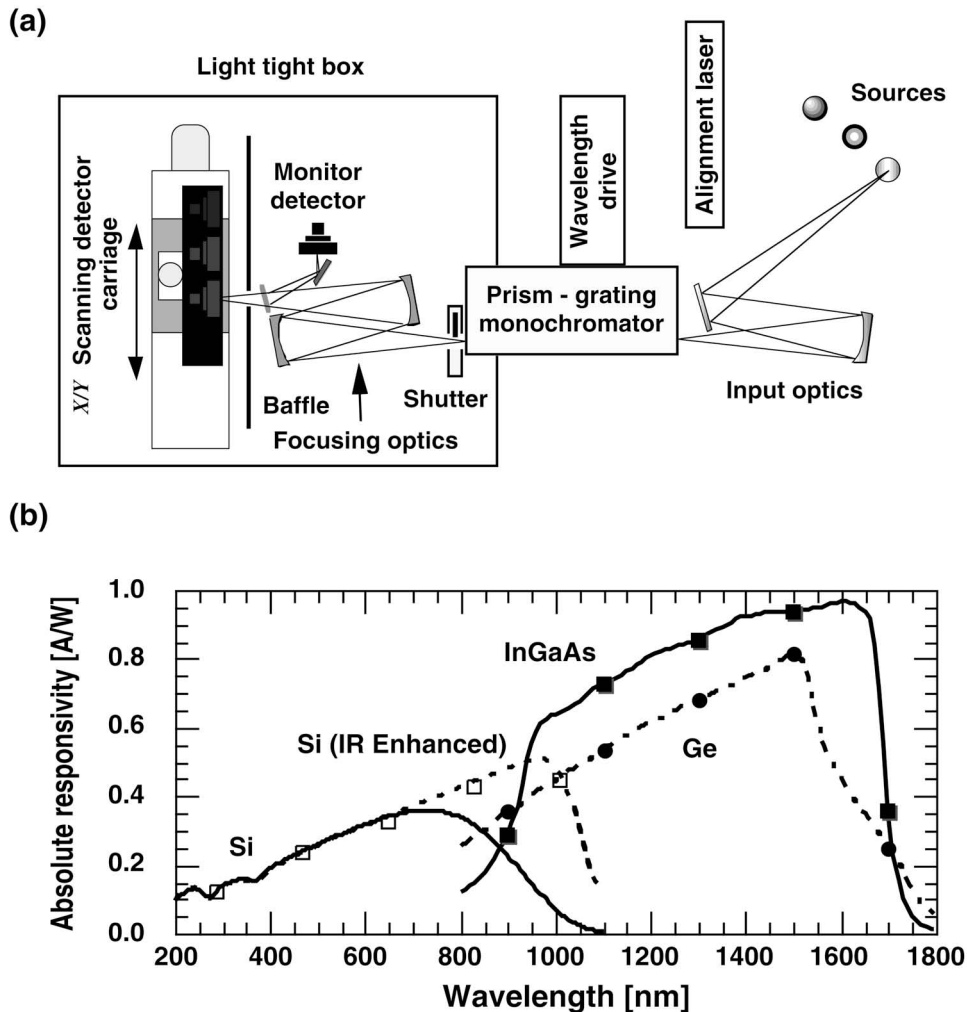 (a)
Light tight box
Sources
Alignment laser
Wavelength
drive
Monitor
detector
X/Y Scanning detector
carriage
Prism - grating
monochromator
Baffle
Shutter
Input optics
Focusing optics
(b)
Absolute responsivity [A/W]
1.0
0.8
0.6
0.4
0.2
0.0
InGaAs
Si (IR Enhanced)
Ge
Si
200 400 600 800 1000 1200 1400 1600 1800
Wavelength [nm]